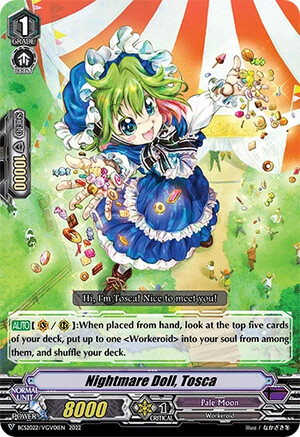 1
GRADE
10000
Hi, I'm Tosca! Nice to meet you!
AUTO [ / ]:When placed from hand, look at the top five cards
of your deck, put up to one <Workeroid> into your soul from among
them, and shuffle your deck.
Nightmare Doll, Tosca
NORMAL
UNIT
POWER
8000
1
CRITICAL
Pale Moon
Workeroid
BCS2022/VGV01EN 2022
Illust /